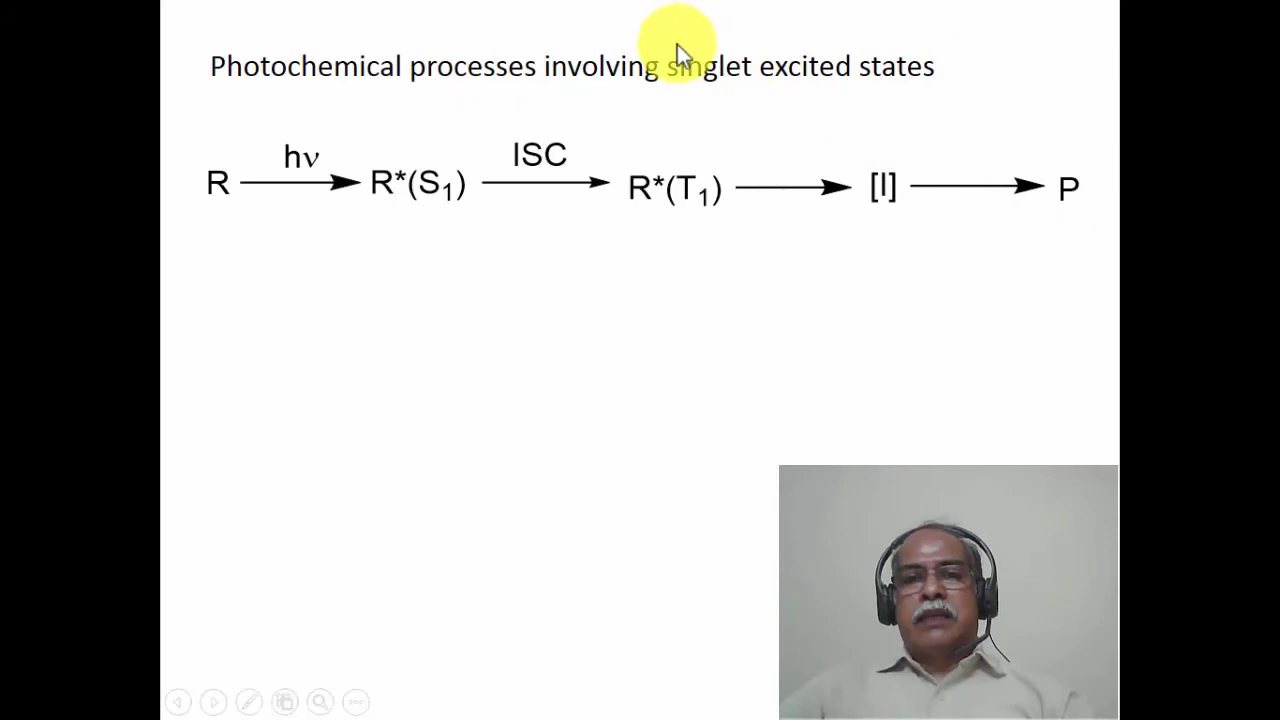 Photochemical processes involving singlet excited states
hν ISC
R R*(S₁) R*(T₁) [I] P